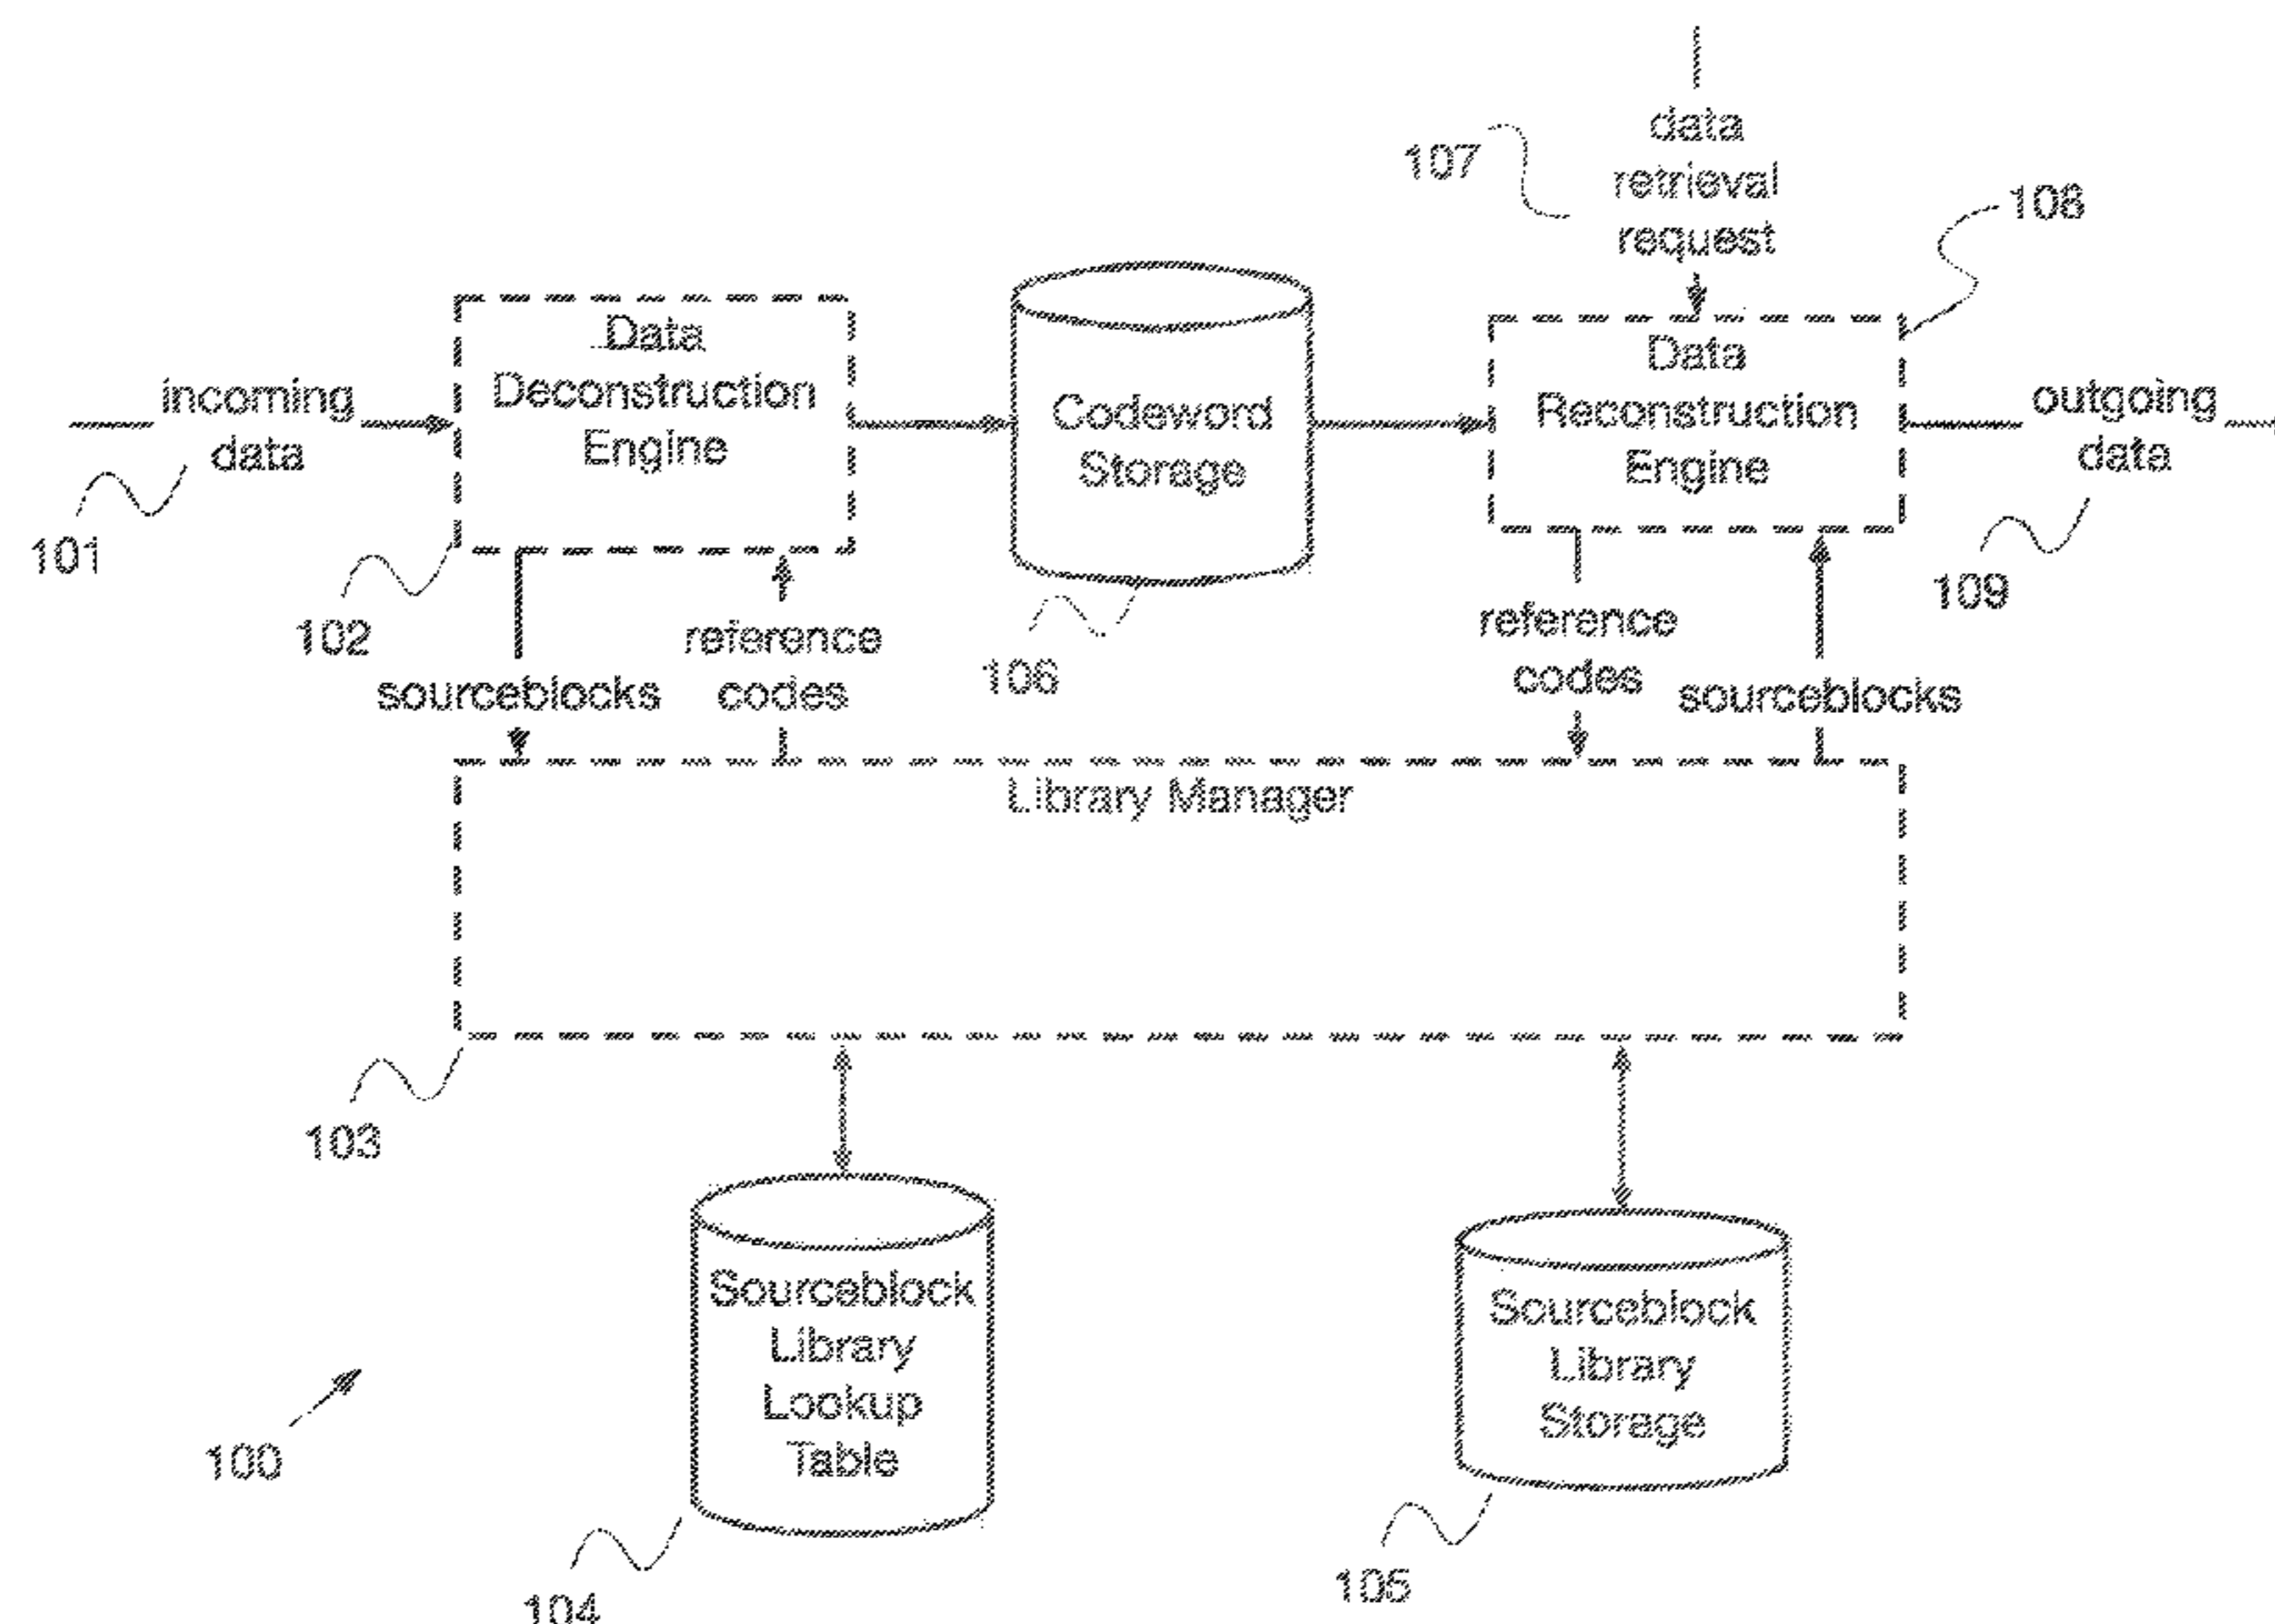 data
retrieval
request
107
108
incoming
data
101
Data
Deconstruction
Engine
102
Codeword
Storage
106
Data
Reconstruction
Engine
outgoing
data
109
sourceblocks
reference
codes
reference
codes
sourceblocks
Library Manager
103
Sourceblock
Library
Lookup
Table
104
Sourceblock
Library
Storage
105
100